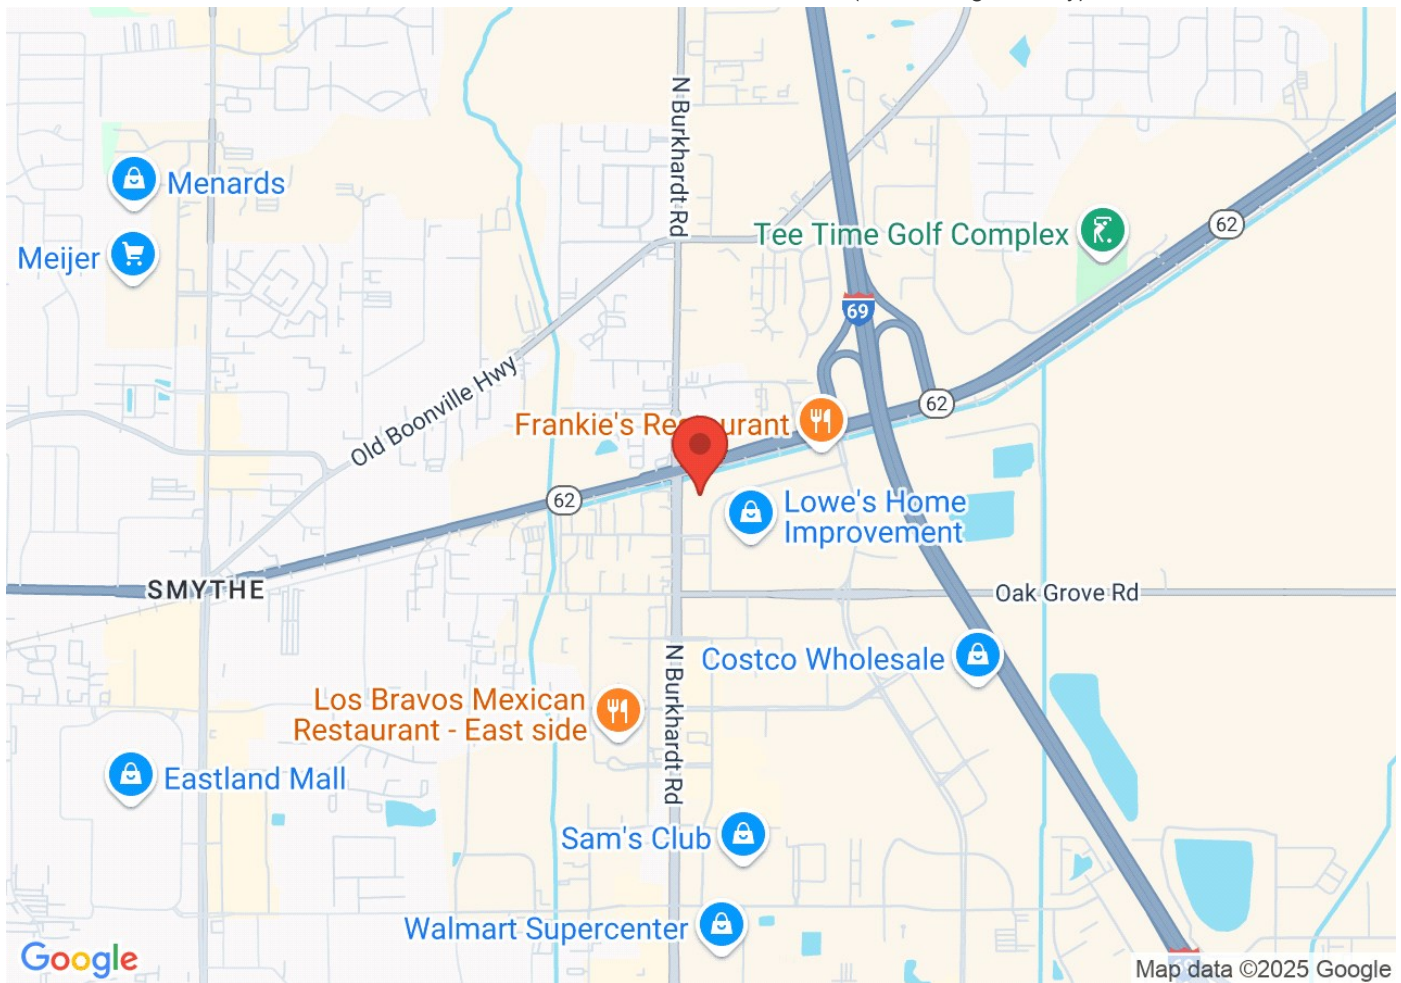 N Burkhardt Rd
Menards
Meijer
Tee Time Golf Complex
62
69
Old Boonville Hwy
62
Frankie's Restaurant
62
Lowe's Home
Improvement
SMYTHE
Oak Grove Rd
Costco Wholesale
N Burkhardt Rd
Los Bravos Mexican
Restaurant - East side
Eastland Mall
Sam's Club
Walmart Supercenter
Google
Map data ©2025 Google